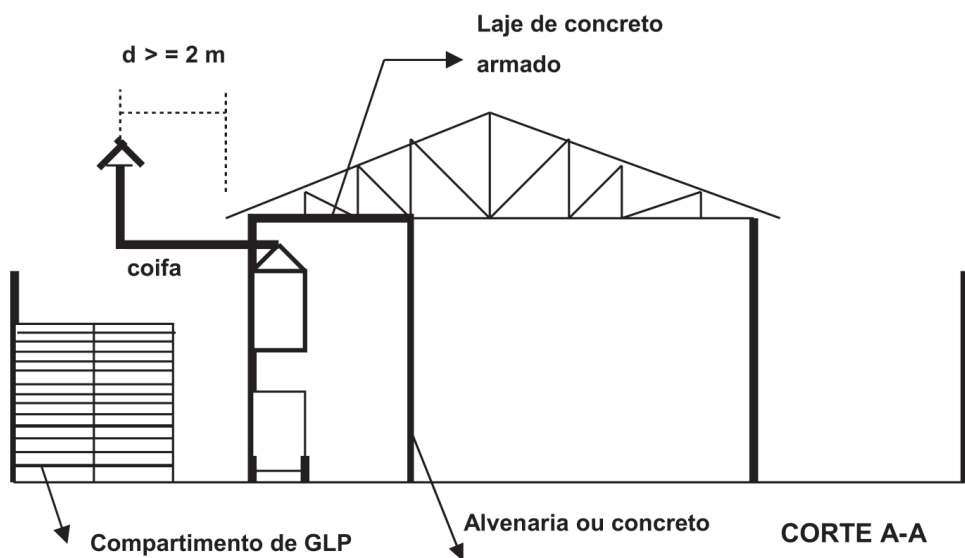 Laje de concreto
armado
d > = 2 m
coifa
Compartimento de GLP
Alvenaria ou concreto
CORTE A-A